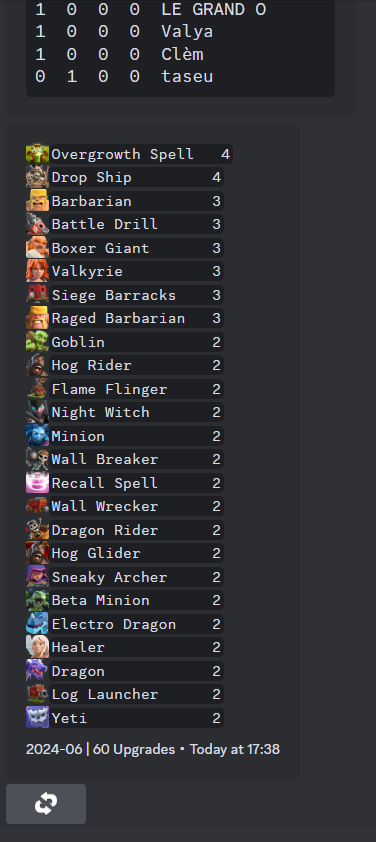 1 0 0 0 LE GRAND O
1 0 0 0 Valya
1 0 0 0 Clèm
0 1 0 0 taseu
Overgrowth Spell 4
Drop Ship 4
Barbarian 3
Battle Drill 3
Boxer Giant 3
Valkyrie 3
Siege Barracks 3
Raged Barbarian 3
Goblin 2
Hog Rider 2
Flame Flinger 2
Night Witch 2
Minion 2
Wall Breaker 2
Recall Spell 2
Wall Wrecker 2
Dragon Rider 2
Hog Glider 2
Sneaky Archer 2
Beta Minion 2
Electro Dragon 2
Healer 2
Dragon 2
Log Launcher 2
Yeti 2
2024-06 | 60 Upgrades • Today at 17:38